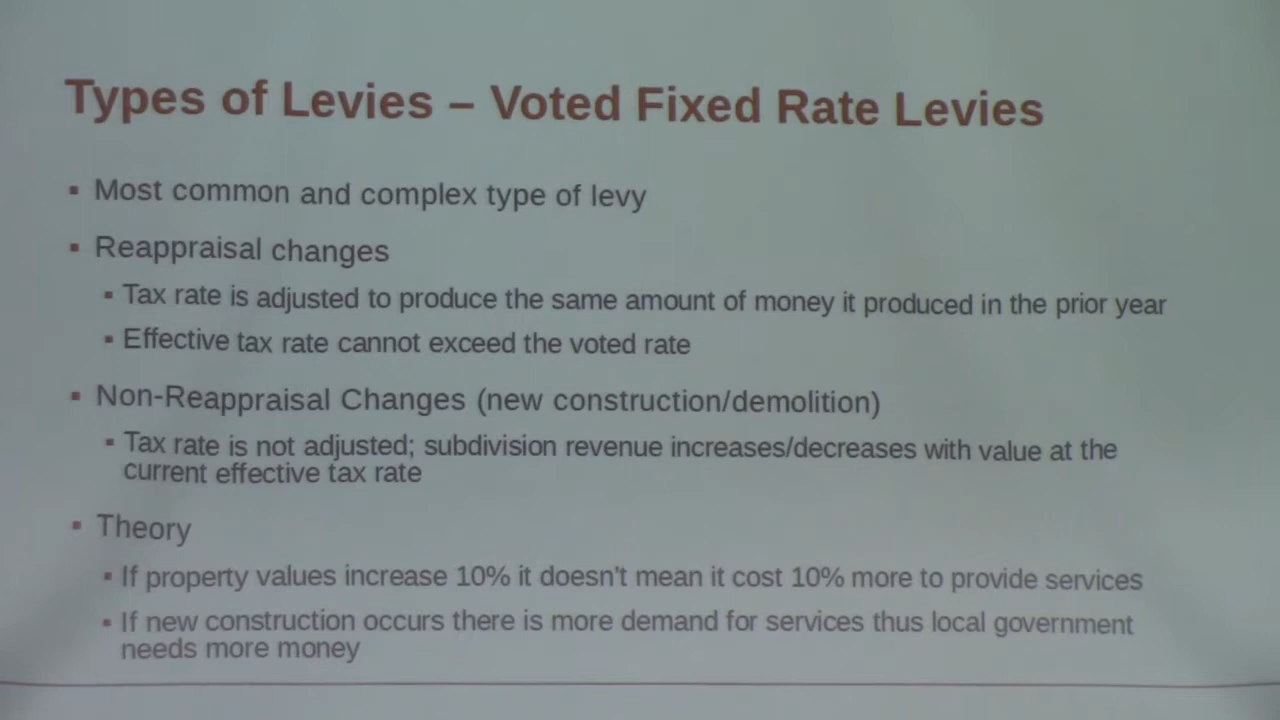 Types of Levies – Voted Fixed Rate Levies
▪ Most common and complex type of levy
▪ Reappraisal changes
▪ Tax rate is adjusted to produce the same amount of money it produced in the prior year
▪ Effective tax rate cannot exceed the voted rate
▪ Non-Reappraisal Changes (new construction/demolition)
▪ Tax rate is not adjusted; subdivision revenue increases/decreases with value at the
current effective tax rate
▪ Theory
▪ If property values increase 10% it doesn't mean it cost 10% more to provide services
▪ If new construction occurs there is more demand for services thus local government
needs more money